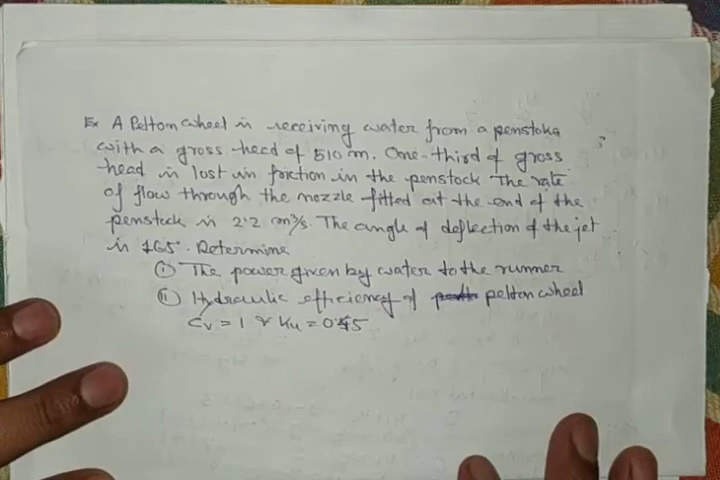 Ex A Pelton wheel is receiving water from a penstoke
with a gross head of 510 m. One-third of gross
head is lost in friction in the penstock The rate
of flow through the nozzle fitted at the end of the
penstock is 2.2 m³/s. The angle of deflection of the jet
is 165°. Determine
(i) The power given by water to the runner
(ii) Hydraulic efficiency of pelton wheel
Cv = 1 & Ku = 0.45